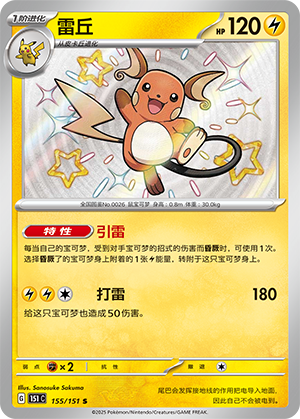 1阶进化
雷丘
HP 120
从皮卡丘进化
全国图鉴No.0026 鼠宝可梦 身高：0.8m 体重：30.0kg
特性 引雷
每当自己的宝可梦，受到对手宝可梦的招式的伤害而昏厥时，可使用1次。
选择昏厥了的宝可梦身上附着的1张能量，转附于这只宝可梦身上。
打雷 180
给这只宝可梦也造成50伤害。
弱点 ×2 抗性 撤退
Illus. Sanosuke Sakuma
G 151 C 155/151 S
尾巴会发挥接地线的作用把电导入地面，
因此自己不会被电到。
©2025 Pokémon/Nintendo/Creatures/GAME FREAK.